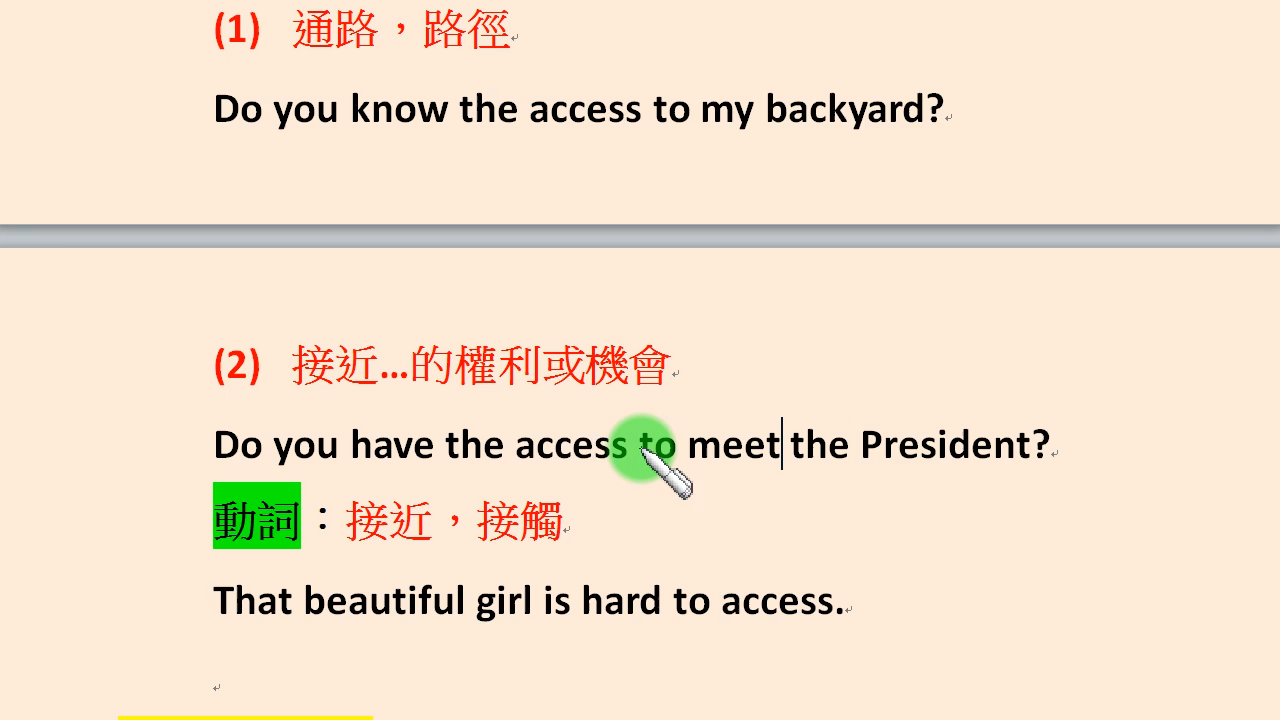 (1) 通路，路徑
Do you know the access to my backyard?
(2) 接近...的權利或機會
Do you have the access to meet the President?
動詞：接近，接觸
That beautiful girl is hard to access.